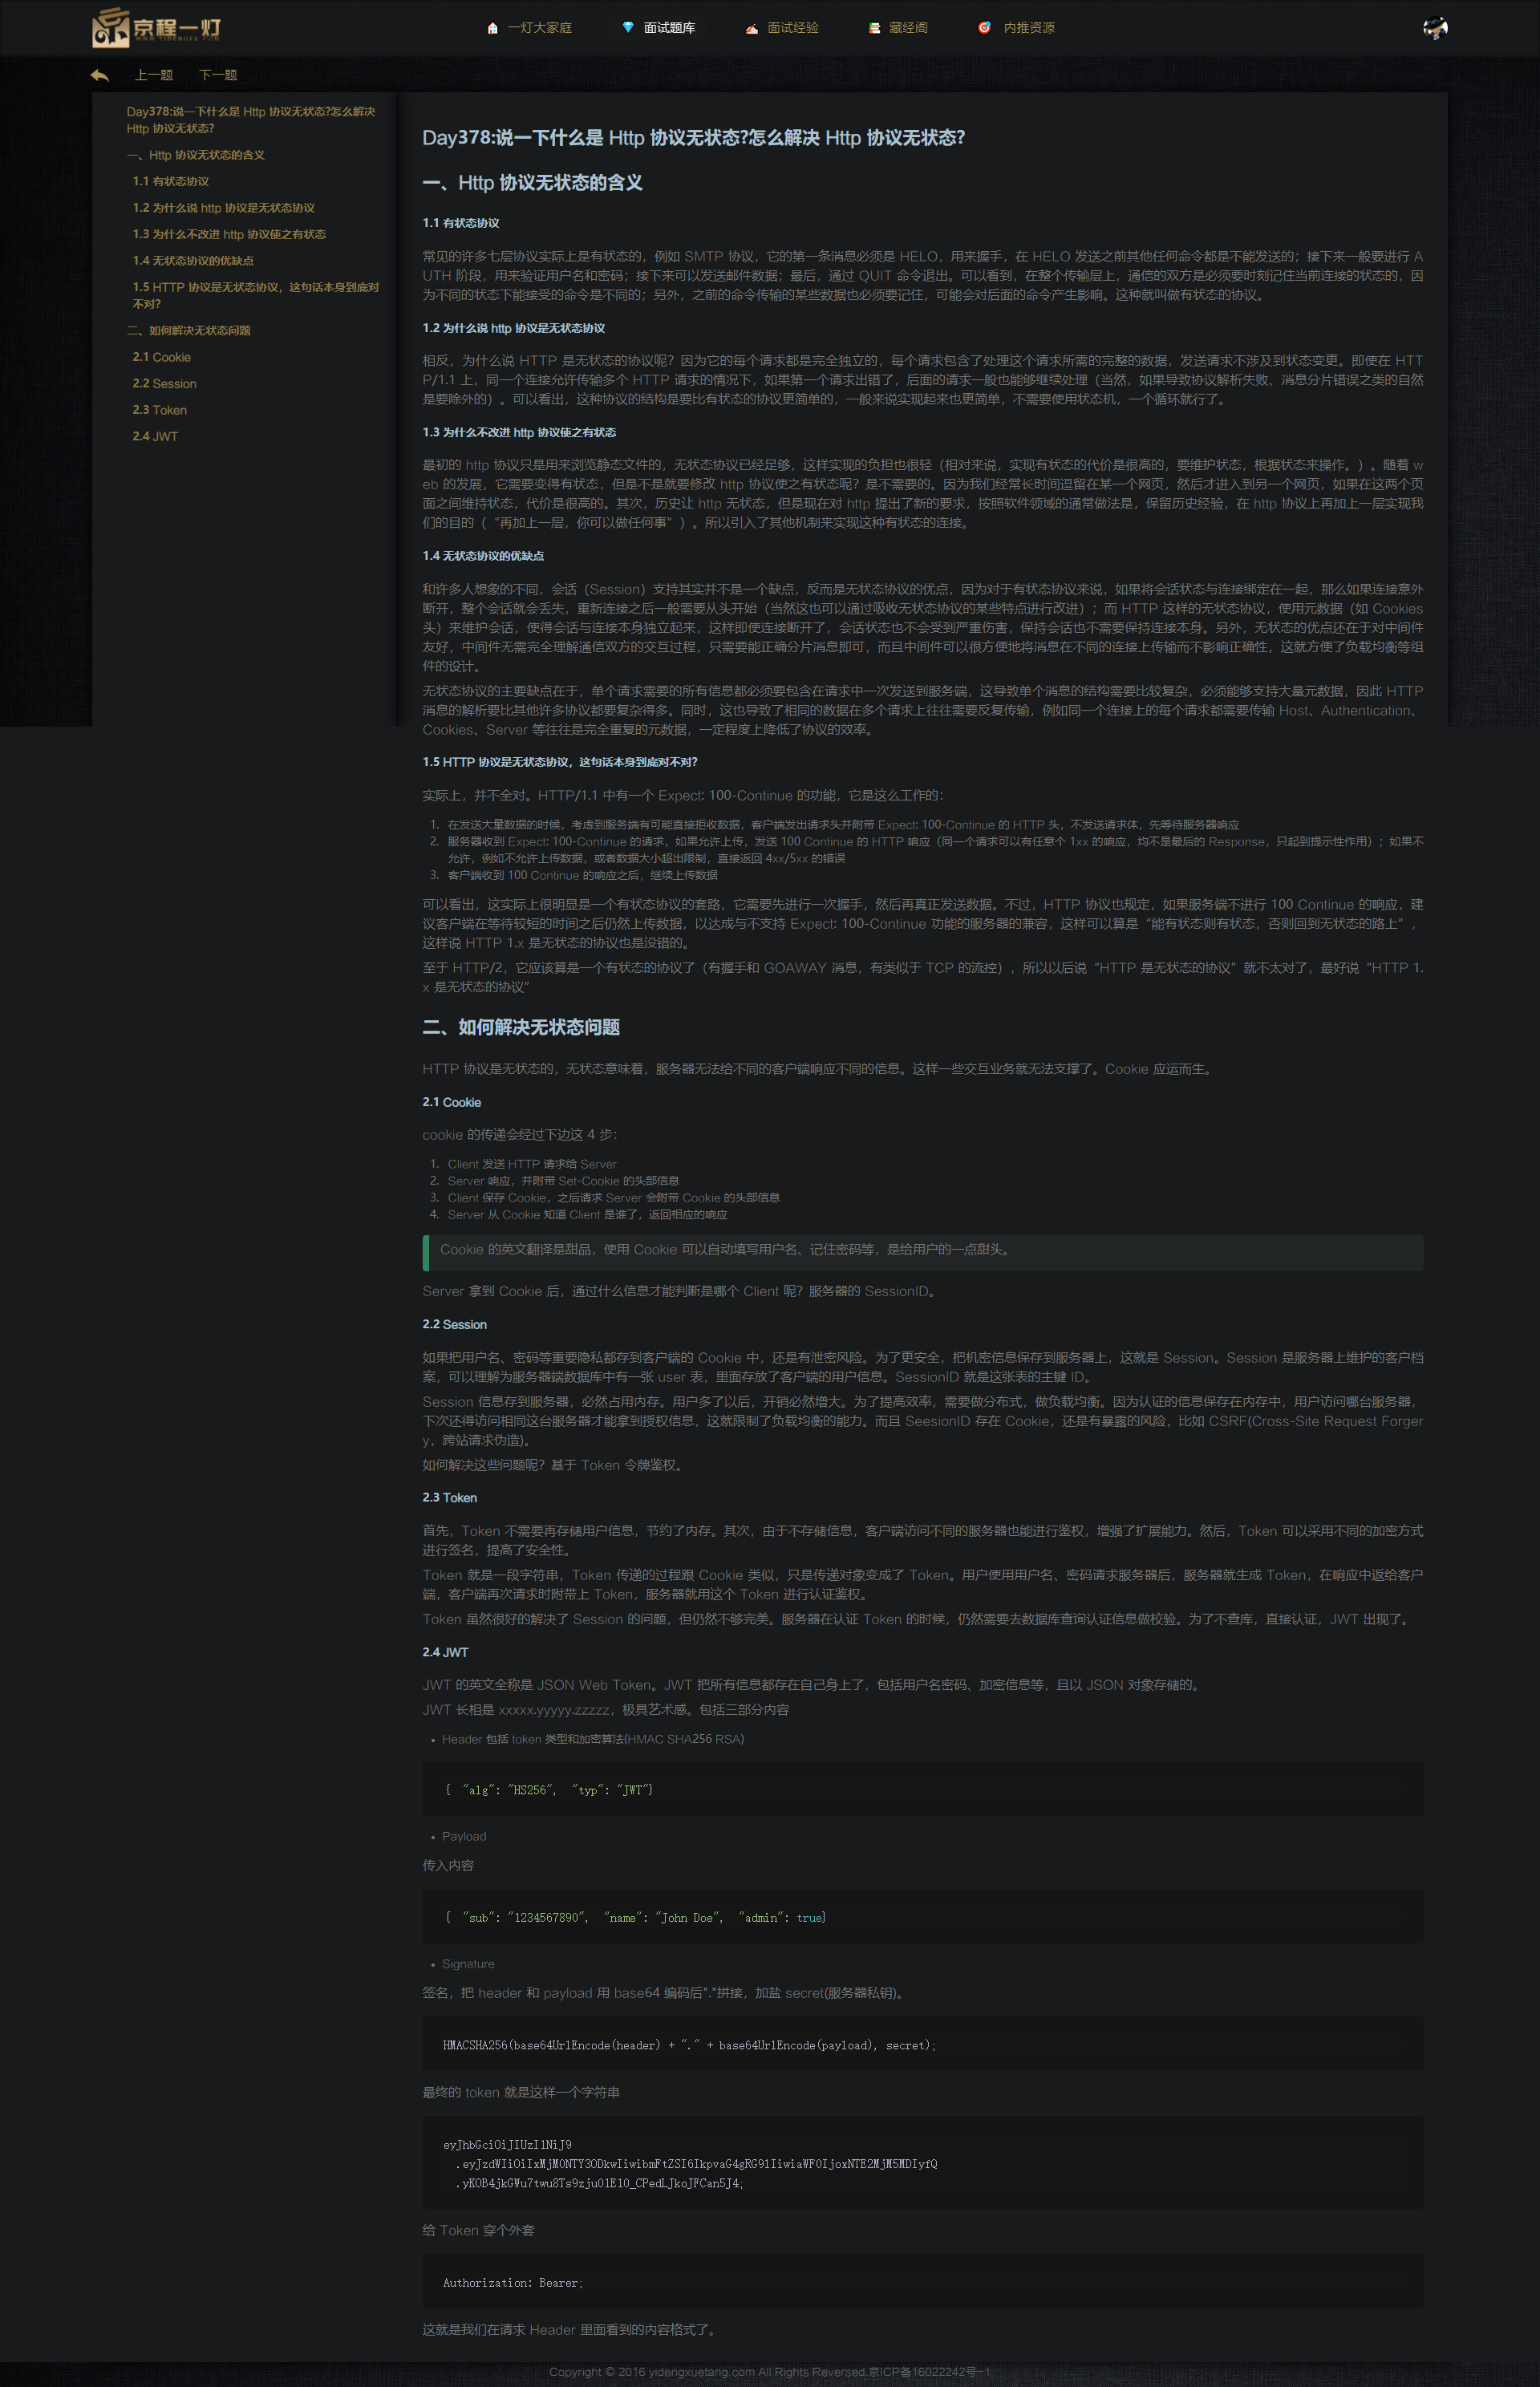 京程一灯
WWW.YIDENGFE.COM
一灯大家庭
面试题库
面试经验
藏经阁
内推资源
上一题
下一题
Day378:说一下什么是 Http 协议无状态?怎么解决
Http 协议无状态?
一、Http 协议无状态的含义
1.1 有状态协议
1.2 为什么说 http 协议是无状态协议
1.3 为什么不改进 http 协议使之有状态
1.4 无状态协议的优缺点
1.5 HTTP 协议是无状态协议，这句话本身到底对
不对？
二、如何解决无状态问题
2.1 Cookie
2.2 Session
2.3 Token
2.4 JWT
Day378:说一下什么是 Http 协议无状态?怎么解决 Http 协议无状态?
一、Http 协议无状态的含义
1.1 有状态协议
常见的许多七层协议实际上是有状态的，例如 SMTP 协议，它的第一条消息必须是 HELO，用来握手，在 HELO 发送之前其他任何命令都是不能发送的；接下来一般要进行 A
UTH 阶段，用来验证用户名和密码；接下来可以发送邮件数据；最后，通过 QUIT 命令退出。可以看到，在整个传输层上，通信的双方是必须要时刻记住当前连接的状态的，因
为不同的状态下能接受的命令是不同的；另外，之前的命令传输的某些数据也必须要记住，可能会对后面的命令产生影响。这种就叫做有状态的协议。
1.2 为什么说 http 协议是无状态协议
相反，为什么说 HTTP 是无状态的协议呢？因为它的每个请求都是完全独立的，每个请求包含了处理这个请求所需的完整的数据，发送请求不涉及到状态变更。即使在 HTT
P/1.1 上，同一个连接允许传输多个 HTTP 请求的情况下，如果第一个请求出错了，后面的请求一般也能够继续处理（当然，如果导致协议解析失败、消息分片错误之类的自然
是要除外的）。可以看出，这种协议的结构是要比有状态的协议更简单的，一般来说实现起来也更简单，不需要使用状态机，一个循环就行了。
1.3 为什么不改进 http 协议使之有状态
最初的 http 协议只是用来浏览静态文件的，无状态协议已经足够，这样实现的负担也很轻（相对来说，实现有状态的代价是很高的，要维护状态，根据状态来操作。）。随着 w
eb 的发展，它需要变得有状态，但是不是就要修改 http 协议使之有状态呢？是不需要的。因为我们经常长时间逗留在某一个网页，然后才进入到另一个网页，如果在这两个页
面之间维持状态，代价是很高的。其次，历史让 http 无状态，但是现在对 http 提出了新的要求，按照软件领域的通常做法是，保留历史经验，在 http 协议上再加上一层实现我
们的目的（“再加上一层，你可以做任何事”）。所以引入了其他机制来实现这种有状态的连接。
1.4 无状态协议的优缺点
和许多人想象的不同，会话（Session）支持其实并不是一个缺点，反而是无状态协议的优点，因为对于有状态协议来说，如果将会话状态与连接绑定在一起，那么如果连接意外
断开，整个会话就会丢失，重新连接之后一般需要从头开始（当然这也可以通过吸收无状态协议的某些特点进行改进）；而 HTTP 这样的无状态协议，使用元数据（如 Cookies
头）来维护会话，使得会话与连接本身独立起来，这样即使连接断开了，会话状态也不会受到严重伤害，保持会话也不需要保持连接本身。另外，无状态的优点还在于对中间件
友好，中间件无需完全理解通信双方的交互过程，只需要能正确分片消息即可，而且中间件可以很方便地将消息在不同的连接上传输而不影响正确性，这就方便了负载均衡等组
件的设计。
无状态协议的主要缺点在于，单个请求需要的所有信息都必须要包含在请求中一次发送到服务端，这导致单个消息的结构需要比较复杂，必须能够支持大量元数据，因此 HTTP
消息的解析要比其他许多协议都要复杂得多。同时，这也导致了相同的数据在多个请求上往往需要反复传输，例如同一个连接上的每个请求都需要传输 Host、Authentication、
Cookies、Server 等往往是完全重复的元数据，一定程度上降低了协议的效率。
1.5 HTTP 协议是无状态协议，这句话本身到底对不对？
实际上，并不全对。HTTP/1.1 中有一个 Expect: 100-Continue 的功能，它是这么工作的：
1. 在发送大量数据的时候，考虑到服务端有可能直接拒收数据，客户端发出请求头并附带 Expect: 100-Continue 的 HTTP 头，不发送请求体，先等待服务器响应
2. 服务器收到 Expect: 100-Continue 的请求，如果允许上传，发送 100 Continue 的 HTTP 响应（同一个请求可以有任意个 1xx 的响应，均不是最后的 Response，只起到提示性作用）；如果不
允许，例如不允许上传数据，或者数据大小超出限制，直接返回 4xx/5xx 的错误
3. 客户端收到 100 Continue 的响应之后，继续上传数据
可以看出，这实际上很明显是一个有状态协议的套路，它需要先进行一次握手，然后再真正发送数据。不过，HTTP 协议也规定，如果服务端不进行 100 Continue 的响应，建
议客户端在等待较短的时间之后仍然上传数据，以达成与不支持 Expect: 100-Continue 功能的服务器的兼容，这样可以算是“能有状态则有状态，否则回到无状态的路上”，
这样说 HTTP 1.x 是无状态的协议也是没错的。
至于 HTTP/2，它应该算是一个有状态的协议了（有握手和 GOAWAY 消息，有类似于 TCP 的流控），所以以后说“HTTP 是无状态的协议”就不太对了，最好说“HTTP 1.
x 是无状态的协议”
二、如何解决无状态问题
HTTP 协议是无状态的，无状态意味着，服务器无法给不同的客户端响应不同的信息。这样一些交互业务就无法支撑了。Cookie 应运而生。
2.1 Cookie
cookie 的传递会经过下边这 4 步：
1. Client 发送 HTTP 请求给 Server
2. Server 响应，并附带 Set-Cookie 的头部信息
3. Client 保存 Cookie，之后请求 Server 会附带 Cookie 的头部信息
4. Server 从 Cookie 知道 Client 是谁了，返回相应的响应
Cookie 的英文翻译是甜品，使用 Cookie 可以自动填写用户名、记住密码等，是给用户的一点甜头。
Server 拿到 Cookie 后，通过什么信息才能判断是哪个 Client 呢？服务器的 SessionID。
2.2 Session
如果把用户名、密码等重要隐私都存到客户端的 Cookie 中，还是有泄密风险。为了更安全，把机密信息保存到服务器上，这就是 Session。Session 是服务器上维护的客户档
案，可以理解为服务器端数据库中有一张 user 表，里面存放了客户端的用户信息。SessionID 就是这张表的主键 ID。
Session 信息存到服务器，必然占用内存。用户多了以后，开销必然增大。为了提高效率，需要做分布式，做负载均衡。因为认证的信息保存在内存中，用户访问哪台服务器，
下次还得访问相同这台服务器才能拿到授权信息，这就限制了负载均衡的能力。而且 SeesionID 存在 Cookie，还是有暴露的风险，比如 CSRF(Cross-Site Request Forger
y，跨站请求伪造)。
如何解决这些问题呢？基于 Token 令牌鉴权。
2.3 Token
首先，Token 不需要再存储用户信息，节约了内存。其次，由于不存储信息，客户端访问不同的服务器也能进行鉴权，增强了扩展能力。然后，Token 可以采用不同的加密方式
进行签名，提高了安全性。
Token 就是一段字符串，Token 传递的过程跟 Cookie 类似，只是传递对象变成了 Token。用户使用用户名、密码请求服务器后，服务器就生成 Token，在响应中返给客户
端，客户端再次请求时附带上 Token，服务器就用这个 Token 进行认证鉴权。
Token 虽然很好的解决了 Session 的问题，但仍然不够完美。服务器在认证 Token 的时候，仍然需要去数据库查询认证信息做校验。为了不查库，直接认证，JWT 出现了。
2.4 JWT
JWT 的英文全称是 JSON Web Token。JWT 把所有信息都存在自己身上了，包括用户名密码、加密信息等，且以 JSON 对象存储的。
JWT 长相是 xxxxx.yyyyy.zzzzz，极具艺术感。包括三部分内容
• Header 包括 token 类型和加密算法(HMAC SHA256 RSA)
{ "alg": "HS256", "typ": "JWT"}
• Payload
传入内容
{ "sub": "1234567890", "name": "John Doe", "admin": true}
• Signature
签名，把 header 和 payload 用 base64 编码后"."拼接，加盐 secret(服务器私钥)。
HMACSHA256(base64UrlEncode(header) + "." + base64UrlEncode(payload), secret);
最终的 token 就是这样一个字符串
eyJhbGciOiJIUzI1NiJ9
.eyJzdWIiOiIxMjM0NTY3ODkwIiwibmFtZSI6IkpvaG4gRG9lIiwiaWF0IjoxNTE2MjM5MDIyfQ
.yKOB4jkGWu7twu8Ts9zju01E10_CPedLJkoJFCan5J4;
给 Token 穿个外套
Authorization: Bearer;
这就是我们在请求 Header 里面看到的内容格式了。
Copyright © 2016 yidengxuetang.com All Rights Reversed.京ICP备16022242号-1